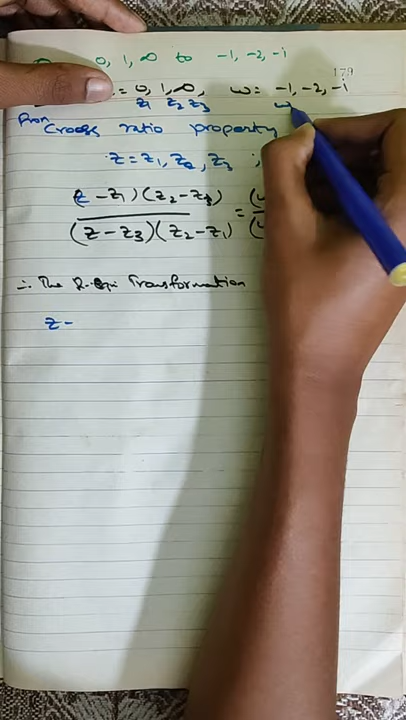 0, 1, ∞ to -1, -2, -i
179
= 0, 1, ∞, w = -1, -2, -i
z1 z2 z3 w
From Cross ratio property
z = z1, z2, z3 ;
(z - z1)(z2 - z3) / (z - z3)(z2 - z1) = (w
∴ The Transformation
z -